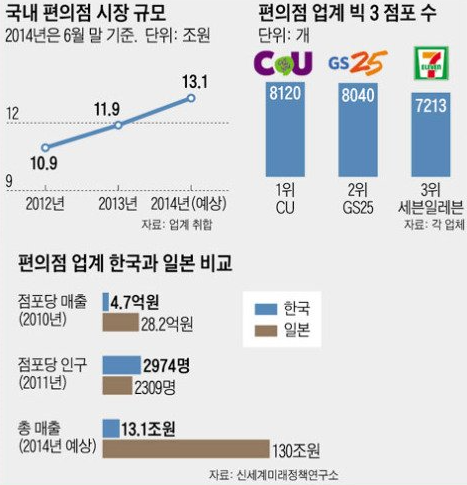 국내 편의점 시장 규모
2014년은 6월 말 기준. 단위: 조원
13.1
11.9
12
10.9
9
2012년
2013년
2014년(예상)
자료: 업계 취합
편의점 업계 빅 3 점포 수
단위: 개
CU
GS25
7
ELEVEN
8120
8040
7213
1위
CU
2위
GS25
3위
세븐일레븐
자료: 각 업체
편의점 업계 한국과 일본 비교
점포당 매출
(2010년)
4.7억원
28.2억원
한국
일본
점포당 인구
(2011년)
2974명
2309명
총 매출
(2014년 예상)
13.1조원
130조원
자료: 신세계미래정책연구소